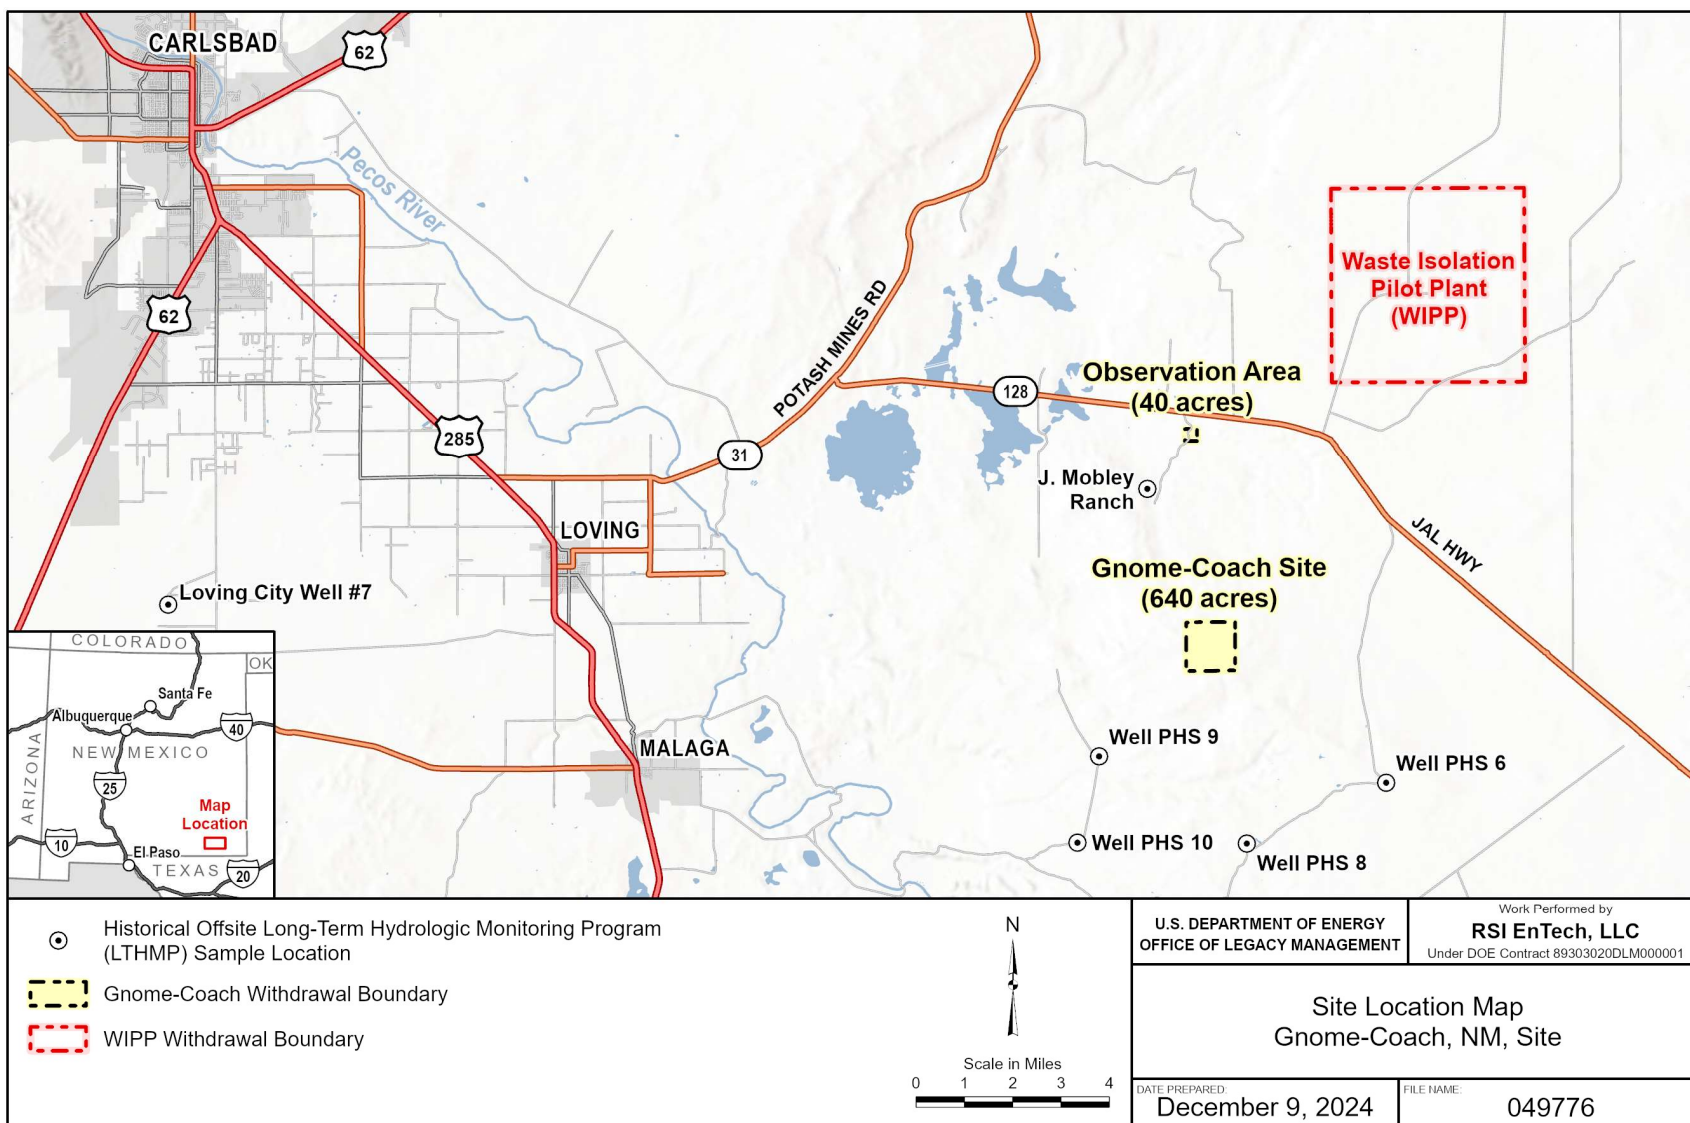 CARLSBAD
62
Pecos River
62
285
POTASH MINES RD
31
128
Waste Isolation
Pilot Plant
(WIPP)
Observation Area
(40 acres)
J. Mobley
Ranch
JAL HWY
LOVING
Gnome-Coach Site
(640 acres)
Loving City Well #7
MALAGA
Well PHS 9
Well PHS 6
Well PHS 10
Well PHS 8
COLORADO
OK
Santa Fe
Albuquerque
40
NEW MEXICO
ARIZONA
25
Map
Location
10
El Paso
TEXAS
20
Historical Offsite Long-Term Hydrologic Monitoring Program
(LTHMP) Sample Location
Gnome-Coach Withdrawal Boundary
WIPP Withdrawal Boundary
N
Scale in Miles
0 1 2 3 4
U.S. DEPARTMENT OF ENERGY
OFFICE OF LEGACY MANAGEMENT
Work Performed by
RSI EnTech, LLC
Under DOE Contract 89303020DLM000001
Site Location Map
Gnome-Coach, NM, Site
DATE PREPARED:
December 9, 2024
FILE NAME:
049776